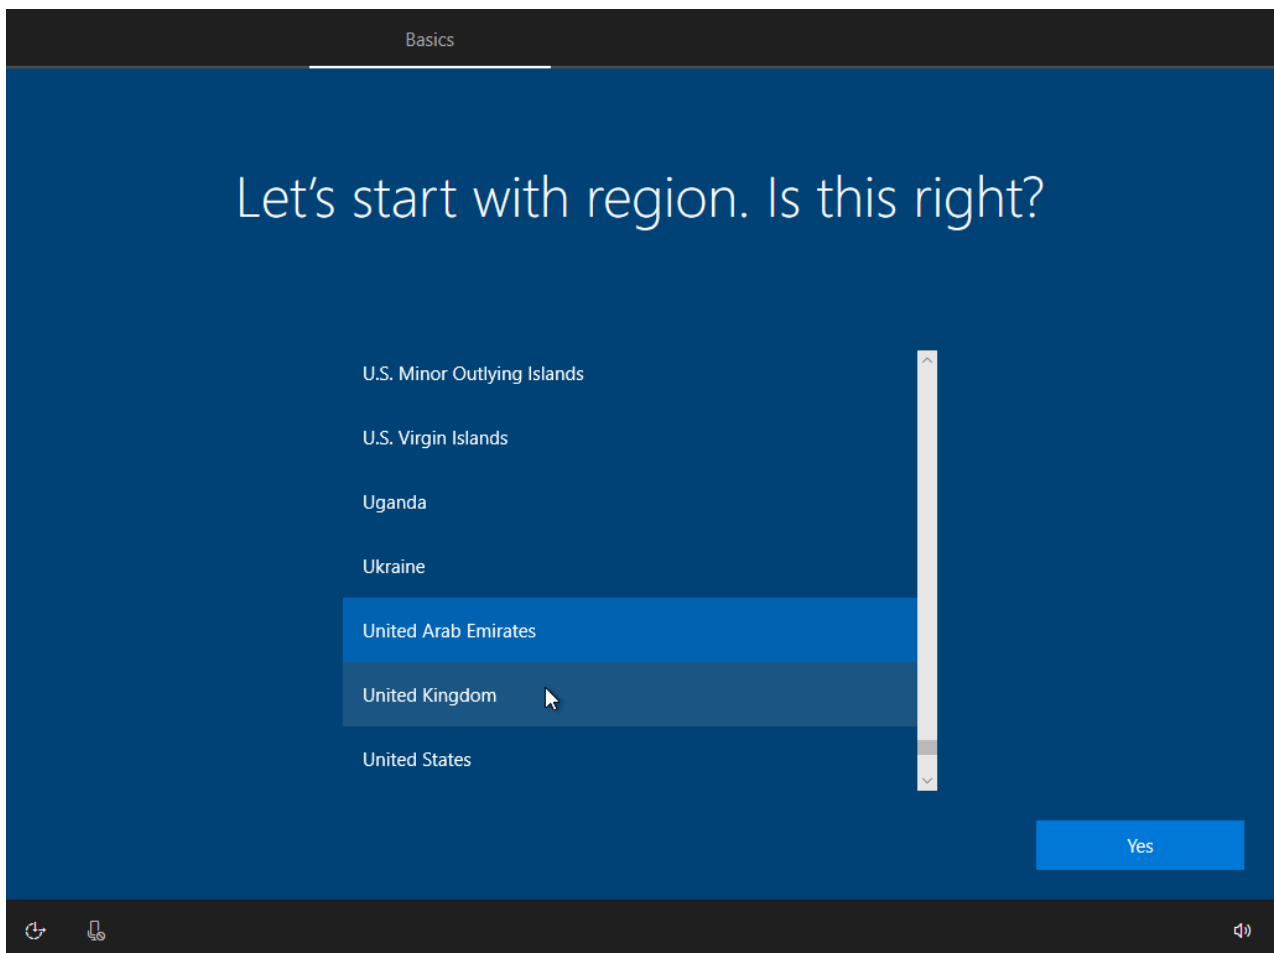 Basics
Let's start with region. Is this right?
U.S. Minor Outlying Islands
U.S. Virgin Islands
Uganda
Ukraine
United Arab Emirates
United Kingdom
United States
Yes